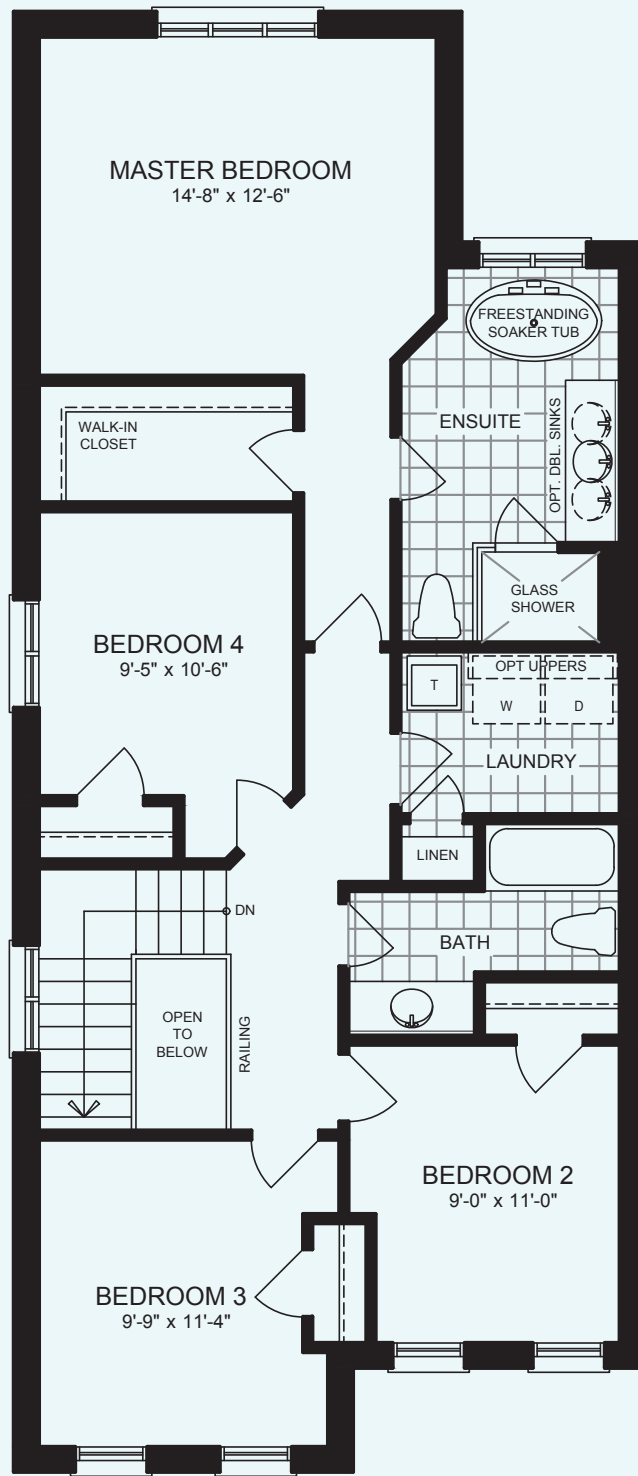 MASTER BEDROOM
14'-8" x 12'-6"
FREESTANDING
SOAKER TUB
WALK-IN
CLOSET
ENSUITE
OPT. DBL. SINKS
GLASS
SHOWER
BEDROOM 4
9'-5" x 10'-6"
OPT UPPERS
T
W
D
LAUNDRY
LINEN
DN
BATH
OPEN
TO
BELOW
RAILING
BEDROOM 2
9'-0" x 11'-0"
BEDROOM 3
9'-9" x 11'-4"